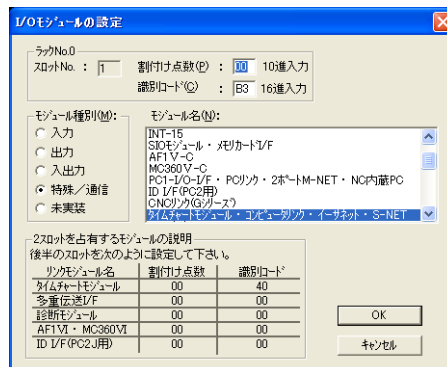 I/Oモジュールの設定
ラックNo.0
スロットNo. : 1 割付け点数(P) : 00 10進入力
識別コード(C) : B3 16進入力
モジュール種別(M):
入力
出力
入出力
特殊/通信
未実装
モジュール名(N):
INT-15
SIOモジュール・メモリカードI/F
AF1V-C
MC360V-C
PC1-I/O-I/F・PCリンク・2ポートM-NET・NC内蔵PC
ID I/F(PC2用)
CNCリンク(Gシリーズ)
タイムチャートモジュール・コンピュータリンク・イーサネット・S-NET
2スロットを占有するモジュールの説明
後半のスロットを次のように設定して下さい。
リンクモジュール名 割付け点数 識別コード
タイムチャートモジュール 00 40
多重伝送I/F 00 00
診断モジュール 00 00
AF1VI・MC360VI 00 00
ID I/F(PC2J用) 00 00
OK
キャンセル